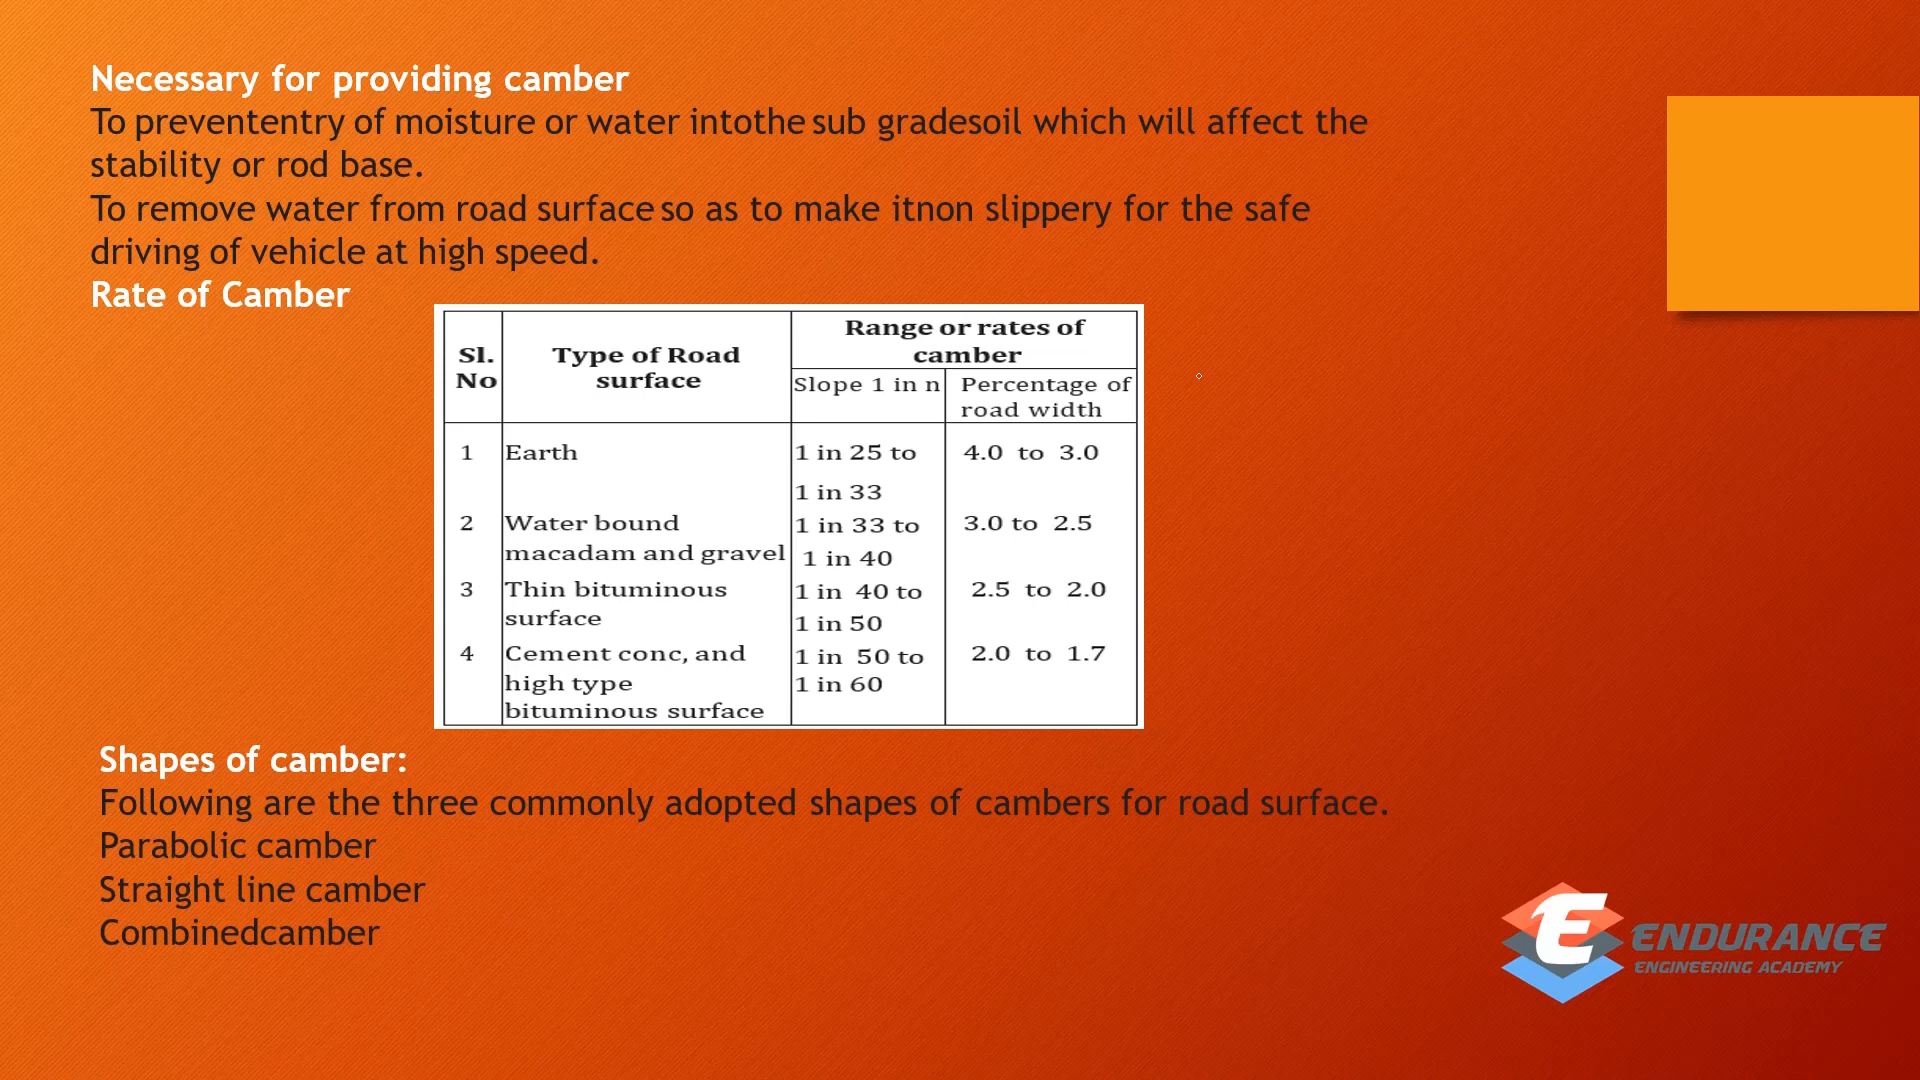 Necessary for providing camber
To prevententry of moisture or water intothe sub gradesoil which will affect the
stability or rod base.
To remove water from road surface so as to make itnon slippery for the safe
driving of vehicle at high speed.
Rate of Camber
Sl. No Type of Road surface Range or rates of camber
Slope 1 in n Percentage of road width
1 Earth 1 in 25 to 4.0 to 3.0
1 in 33
2 Water bound 1 in 33 to 3.0 to 2.5
macadam and gravel 1 in 40
3 Thin bituminous 1 in 40 to 2.5 to 2.0
surface 1 in 50
4 Cement conc, and 1 in 50 to 2.0 to 1.7
high type 1 in 60
bituminous surface
Shapes of camber:
Following are the three commonly adopted shapes of cambers for road surface.
Parabolic camber
Straight line camber
Combinedcamber
E ENDURANCE
ENGINEERING ACADEMY